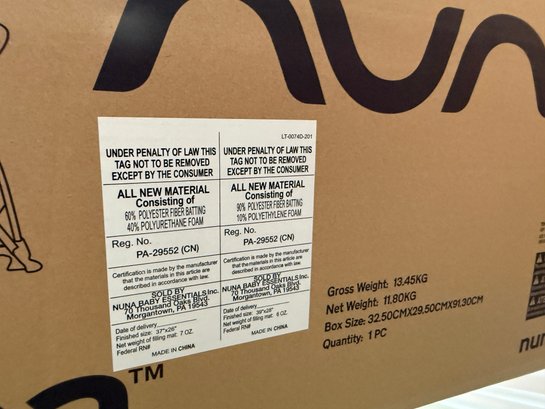 nuna
LT-0074D-201
UNDER PENALTY OF LAW THIS
TAG NOT TO BE REMOVED
EXCEPT BY THE CONSUMER
ALL NEW MATERIAL
Consisting of
60% POLYESTER FIBER BATTING
40% POLYURETHANE FOAM
Reg. No.
PA-29552 (CN)
Certification is made by the manufacturer
that the materials in this article are
described in accordance with law.
SOLD BY
NUNA BABY ESSENTIALS Inc.
70 Thousand Oaks Blvd.
Morgantown, PA 19543
Date of delivery
Finished size: 37"x26"
Net weight of filling mat: 7 OZ.
Federal RN#
MADE IN CHINA
UNDER PENALTY OF LAW THIS
TAG NOT TO BE REMOVED
EXCEPT BY THE CONSUMER
ALL NEW MATERIAL
Consisting of
90% POLYESTER FIBER BATTING
10% POLYETHYLENE FOAM
Reg. No.
PA-29552 (CN)
Certification is made by the manufacturer
that the materials in this article are
described in accordance with law.
SOLD BY
NUNA BABY ESSENTIALS Inc.
70 Thousand Oaks Blvd.
Morgantown, PA 19543
Date of delivery
Finished size: 39"x28"
Net weight of filling mat: 6 OZ.
Federal RN#
MADE IN CHINA
Gross Weight: 13.45KG
Net Weight: 11.80KG
Box Size: 32.50CMX29.50CMX91.30CM
Quantity: 1 PC
TM